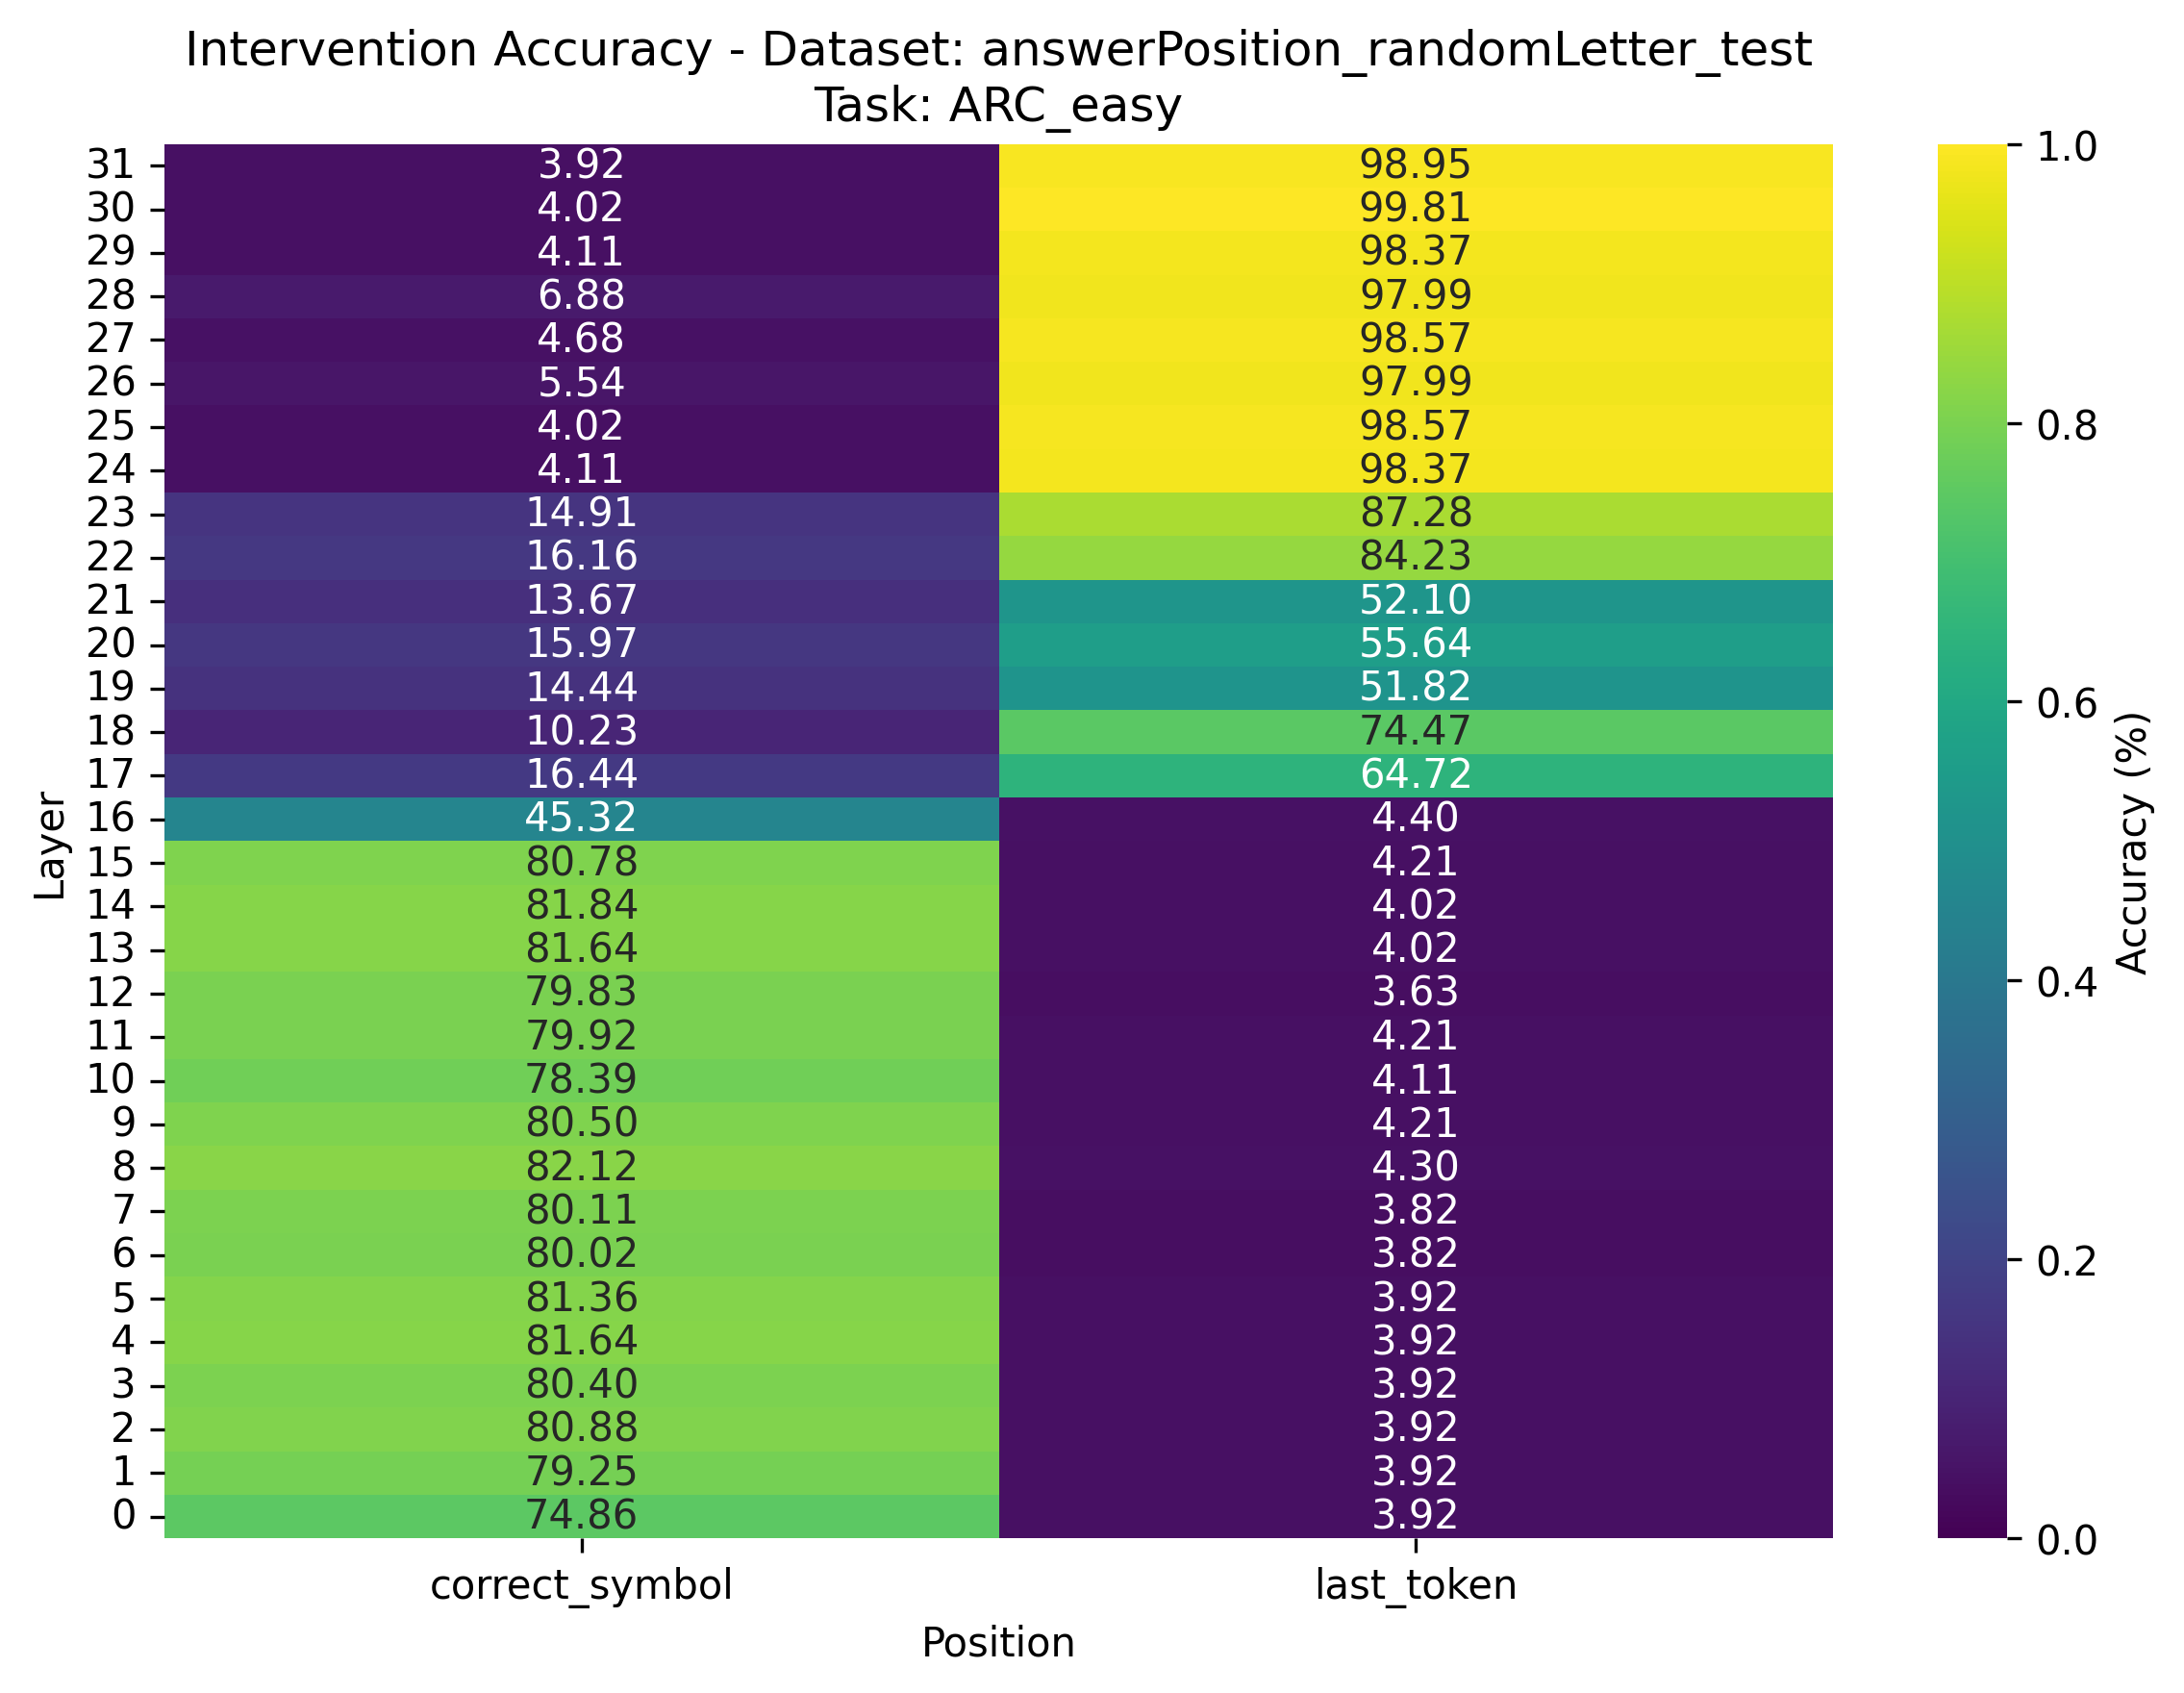 Intervention Accuracy - Dataset: answerPosition_randomLetter_test
Task: ARC_easy
31 3.92 98.95
30 4.02 99.81
29 4.11 98.37
28 6.88 97.99
27 4.68 98.57
26 5.54 97.99
25 4.02 98.57
24 4.11 98.37
23 14.91 87.28
22 16.16 84.23
21 13.67 52.10
20 15.97 55.64
19 14.44 51.82
18 10.23 74.47
17 16.44 64.72
16 45.32 4.40
15 80.78 4.21
14 81.84 4.02
13 81.64 4.02
12 79.83 3.63
11 79.92 4.21
10 78.39 4.11
9 80.50 4.21
8 82.12 4.30
7 80.11 3.82
6 80.02 3.82
5 81.36 3.92
4 81.64 3.92
3 80.40 3.92
2 80.88 3.92
1 79.25 3.92
0 74.86 3.92
Layer
correct_symbol last_token
Position
1.0
0.8
0.6
0.4
0.2
0.0
Accuracy (%)